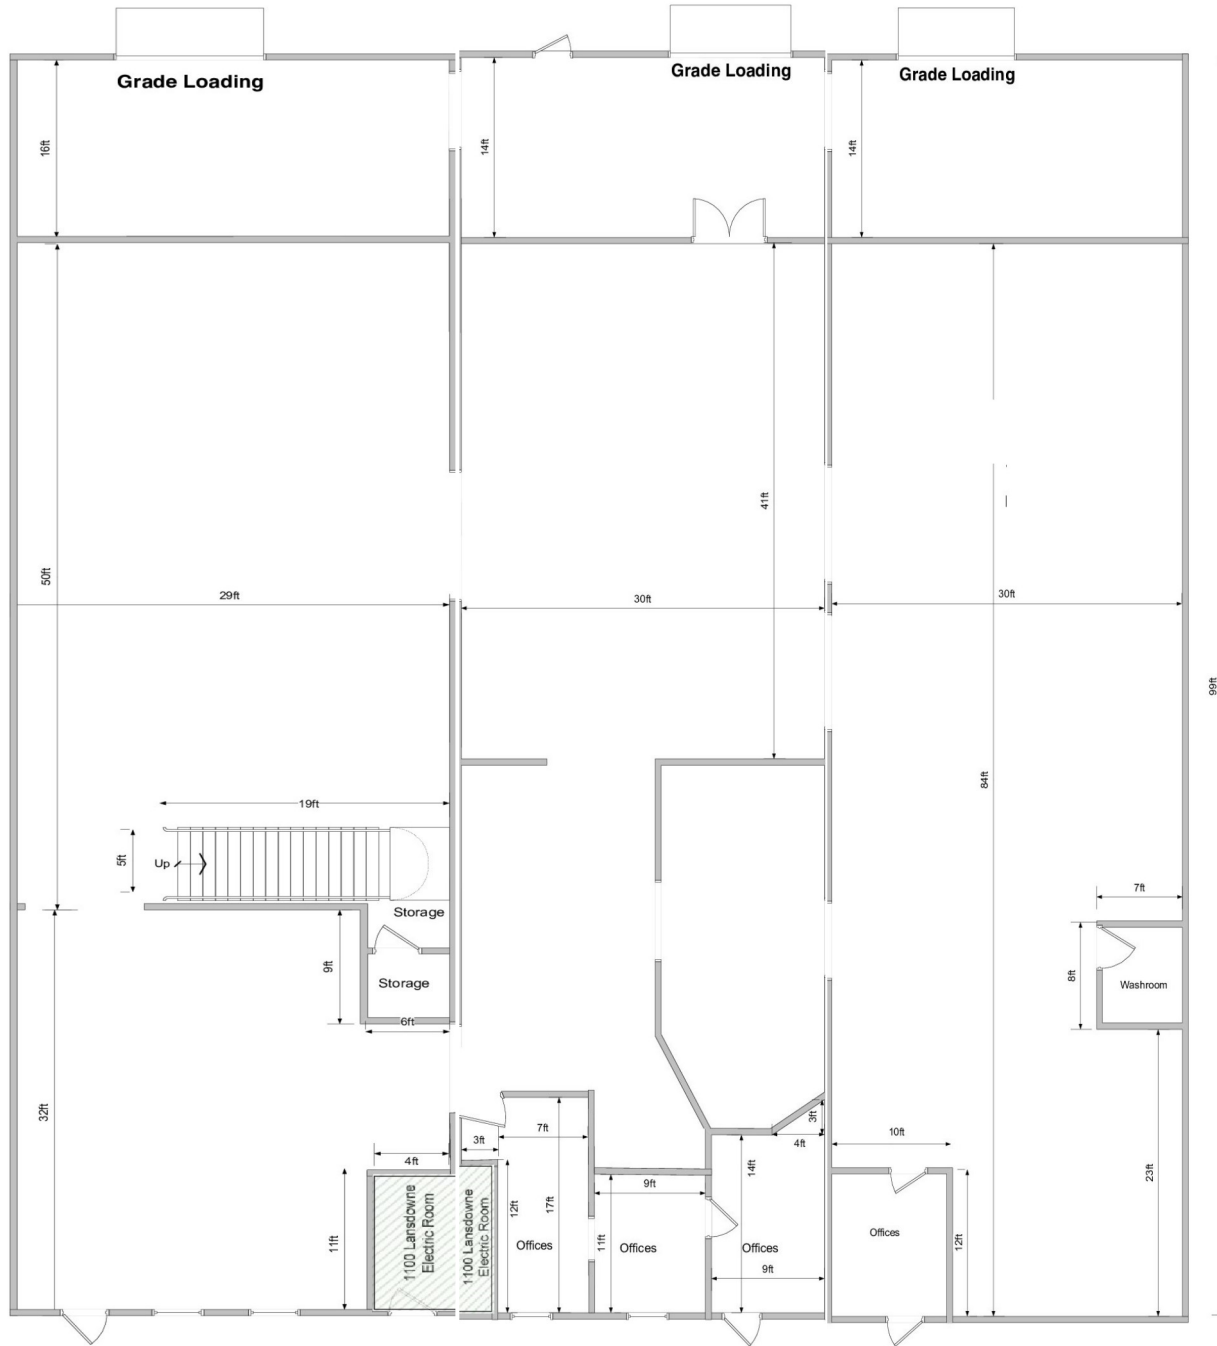 Grade Loading
Grade Loading
Grade Loading
16ft
14ft
14ft
50ft
41ft
29ft
30ft
30ft
99ft
84ft
19ft
5ft
Up
7ft
Storage
9ft
8ft
Storage
Washroom
6ft
32ft
3ft
7ft
3ft
4ft
10ft
4ft
14ft
23ft
9ft
12ft
17ft
11ft
1100 Lansdowne
Electric Room
1100 Lansdowne
Electric Room
11ft
Offices
Offices
Offices
Offices
12ft
9ft